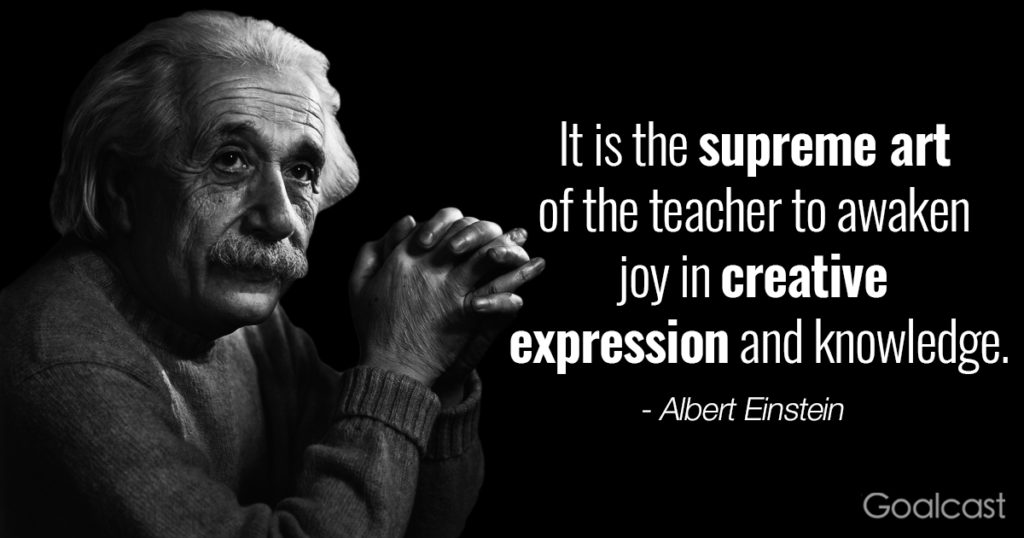 It is the supreme art
of the teacher to awaken
joy in creative
expression and knowledge.
- Albert Einstein
Goalcast